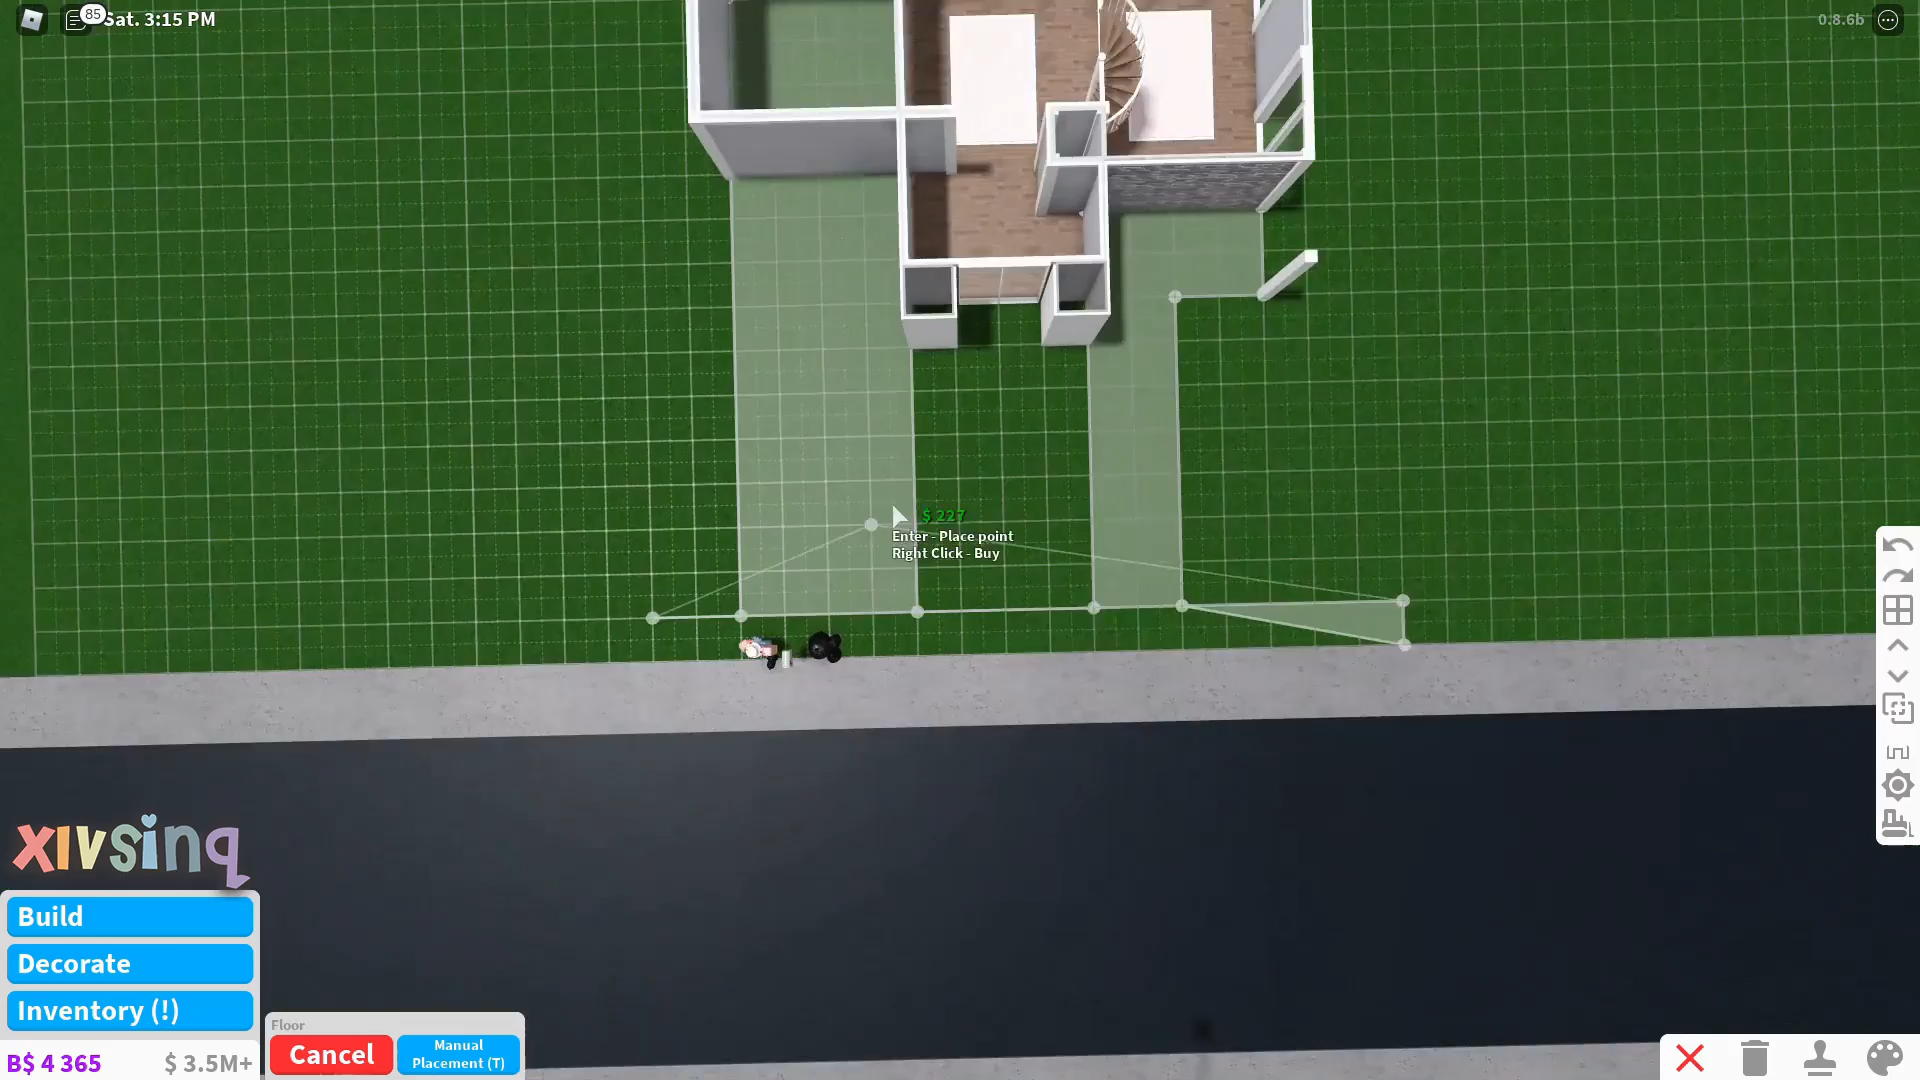 85
Sat. 3:15 PM
0.8.6b
$ 227
Enter - Place point
Right Click - Buy
xivsinq
Build
Decorate
Inventory (!)
Floor
Cancel
Manual
Placement (T)
B$ 4 365
$ 3.5M+